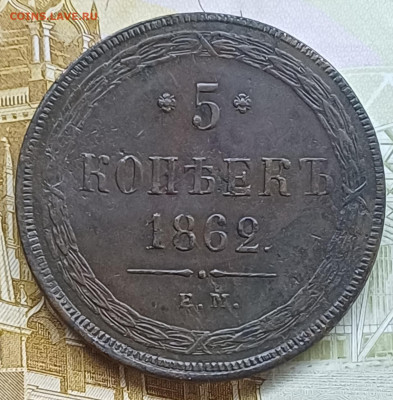 coins.lave.ru
5
КОПѢЕКЪ
1862.
Е.М.